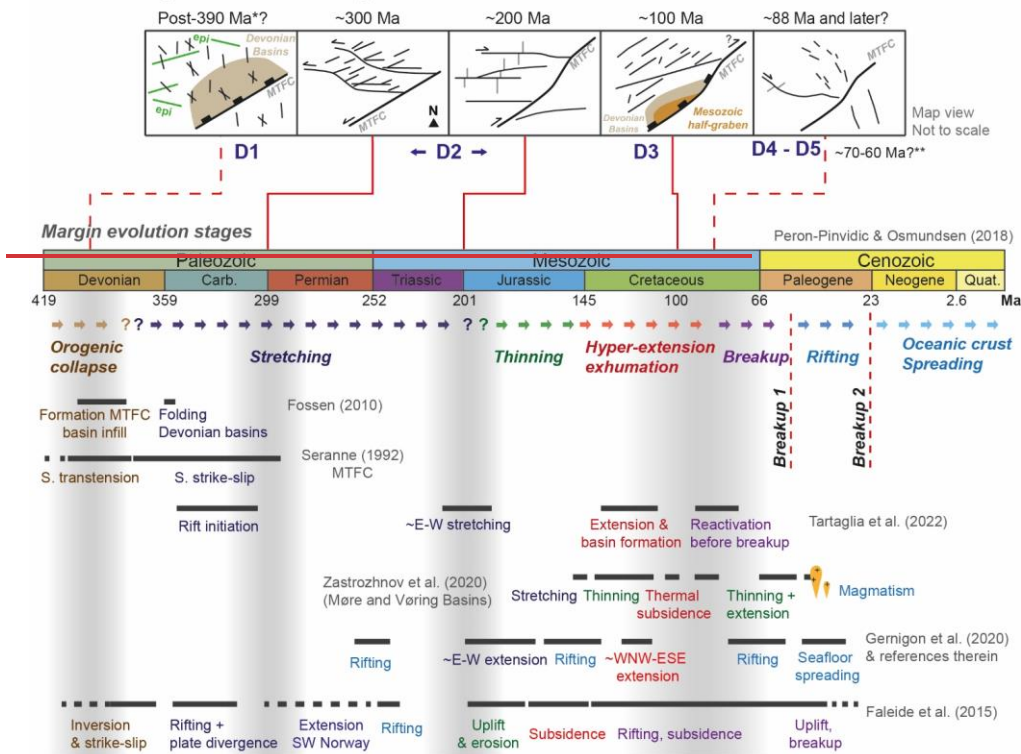 Post-390 Ma*?
~300 Ma
~200 Ma
~100 Ma
~88 Ma and later?
epi
Devonian
Basins
MTFC
epi
MTFC
N
MTFC
?
MTFC
Devonian
Basins
Mesozoic
half-graben
MTFC
Map view
Not to scale
D1
← D2 →
D3
D4 - D5
~70-60 Ma?**
Margin evolution stages
Peron-Pinvidic & Osmundsen (2018)
Paleozoic
Mesozoic
Cenozoic
Devonian
Carb.
Permian
Triassic
Jurassic
Cretaceous
Paleogene
Neogene
Quat.
419
359
299
252
201
145
100
66
23
2.6
Ma
? ?
? ?
Orogenic
collapse
Stretching
Thinning
Hyper-extension
exhumation
Breakup
Rifting
Oceanic crust
Spreading
Breakup 1
Breakup 2
Fossen (2010)
Formation MTFC
basin infill
Folding
Devonian basins
Seranne (1992)
MTFC
S. transtension
S. strike-slip
Rift initiation
~E-W stretching
Extension &
basin formation
Reactivation
before breakup
Tartaglia et al. (2022)
Zastrozhnov et al. (2020)
(Møre and Vøring Basins)
Stretching
Thinning
Thermal
subsidence
Thinning +
extension
Magmatism
Rifting
~E-W extension
Rifting
~WNW-ESE
extension
Rifting
Seafloor
spreading
Gernigon et al. (2020)
& references therein
Inversion
& strike-slip
Rifting +
plate divergence
Extension
SW Norway
Rifting
Uplift
& erosion
Subsidence
Rifting, subsidence
Uplift,
breakup
Faleide et al. (2015)